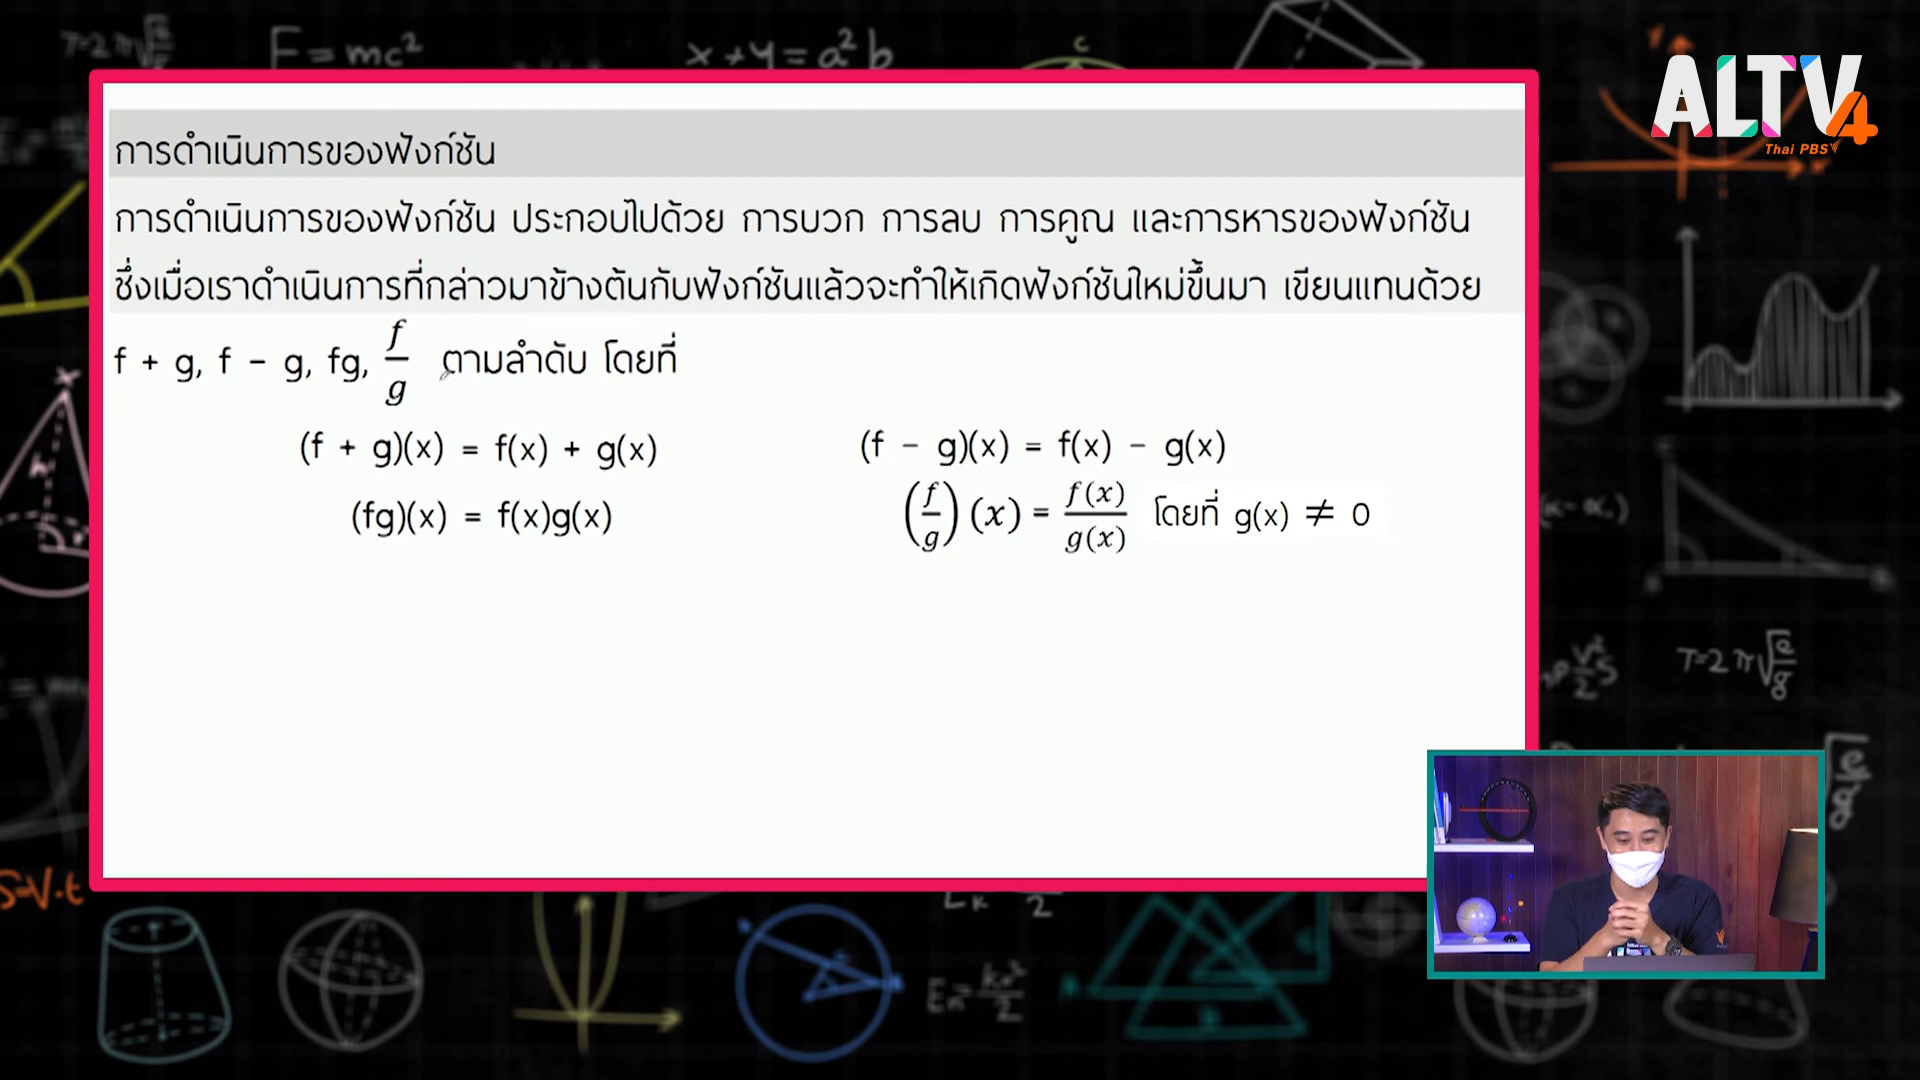 T=2π√
F=mc²
x+y=a²b
c
ALTV4
Thai PBS
การดำเนินการของฟังก์ชัน
การดำเนินการของฟังก์ชัน ประกอบไปด้วย การบวก การลบ การคูณ และการหารของฟังก์ชัน
ซึ่งเมื่อเราดำเนินการที่กล่าวมาข้างต้นกับฟังก์ชันแล้วจะทำให้เกิดฟังก์ชันใหม่ขึ้นมา เขียนแทนด้วย
f + g, f - g, fg, f/g ตามลำดับ โดยที่
(f + g)(x) = f(x) + g(x)
(f - g)(x) = f(x) - g(x)
(fg)(x) = f(x)g(x)
(f/g)(x) = f(x)/g(x) โดยที่ g(x) ≠ 0
h
r
T=2π√e/g
S=V·t
Eₙ=kn²/2